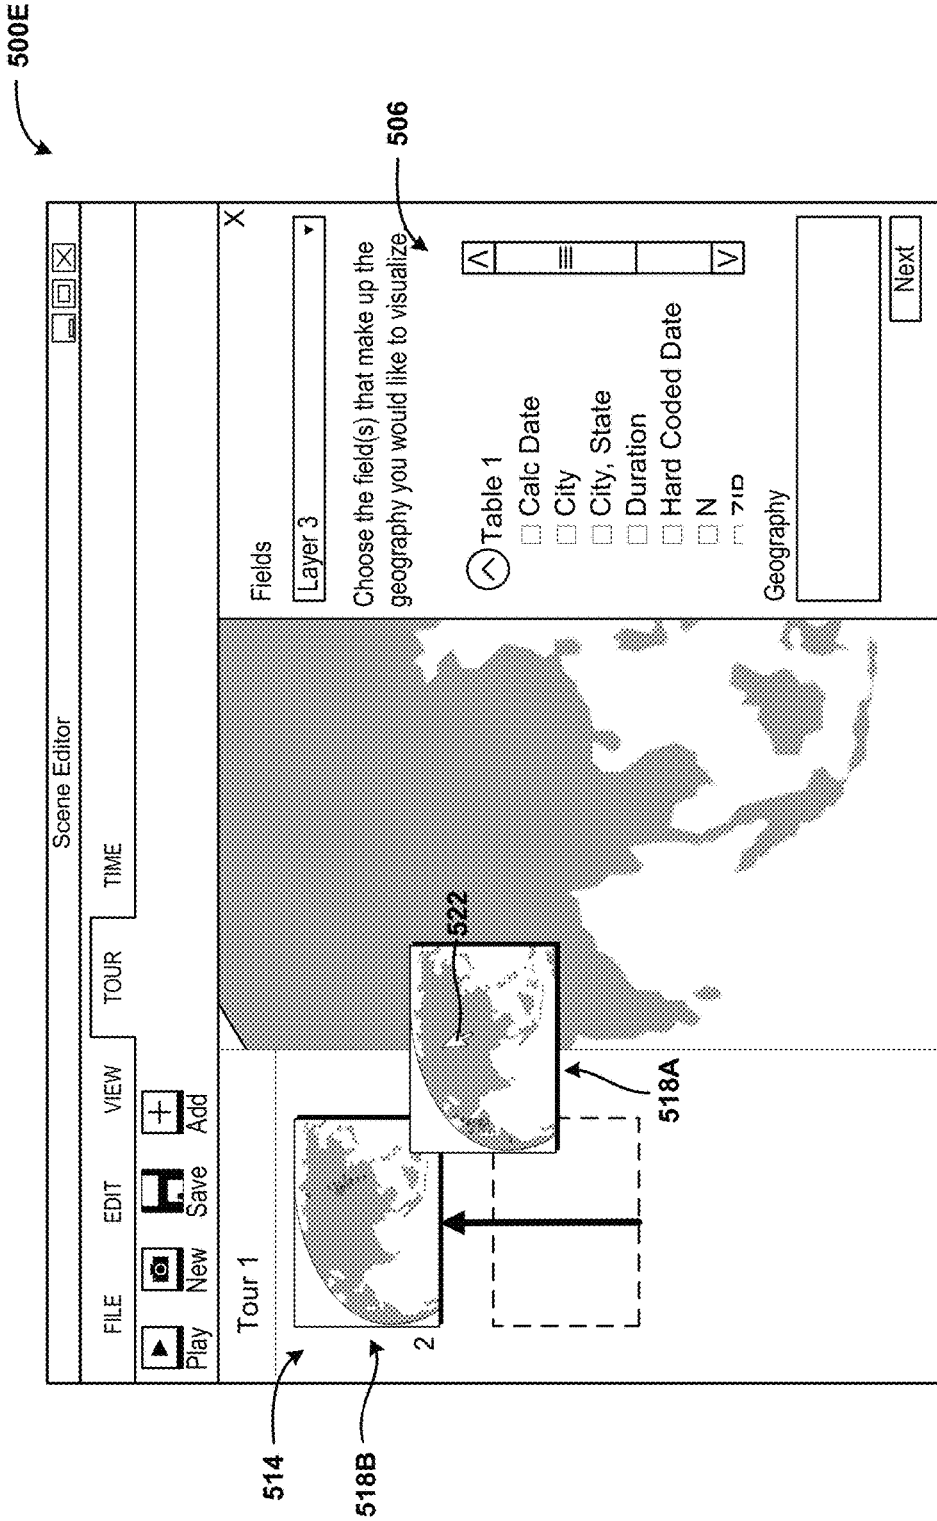 500E
Scene Editor
FILE EDIT VIEW TOUR TIME
Play New Save Add
Tour 1
2
514
518B
518A
522
X
Fields
Layer 3
Choose the field(s) that make up the
geography you would like to visualize.
506
Table 1
Calc Date
City
City, State
Duration
Hard Coded Date
N
ZIP
Geography
Next